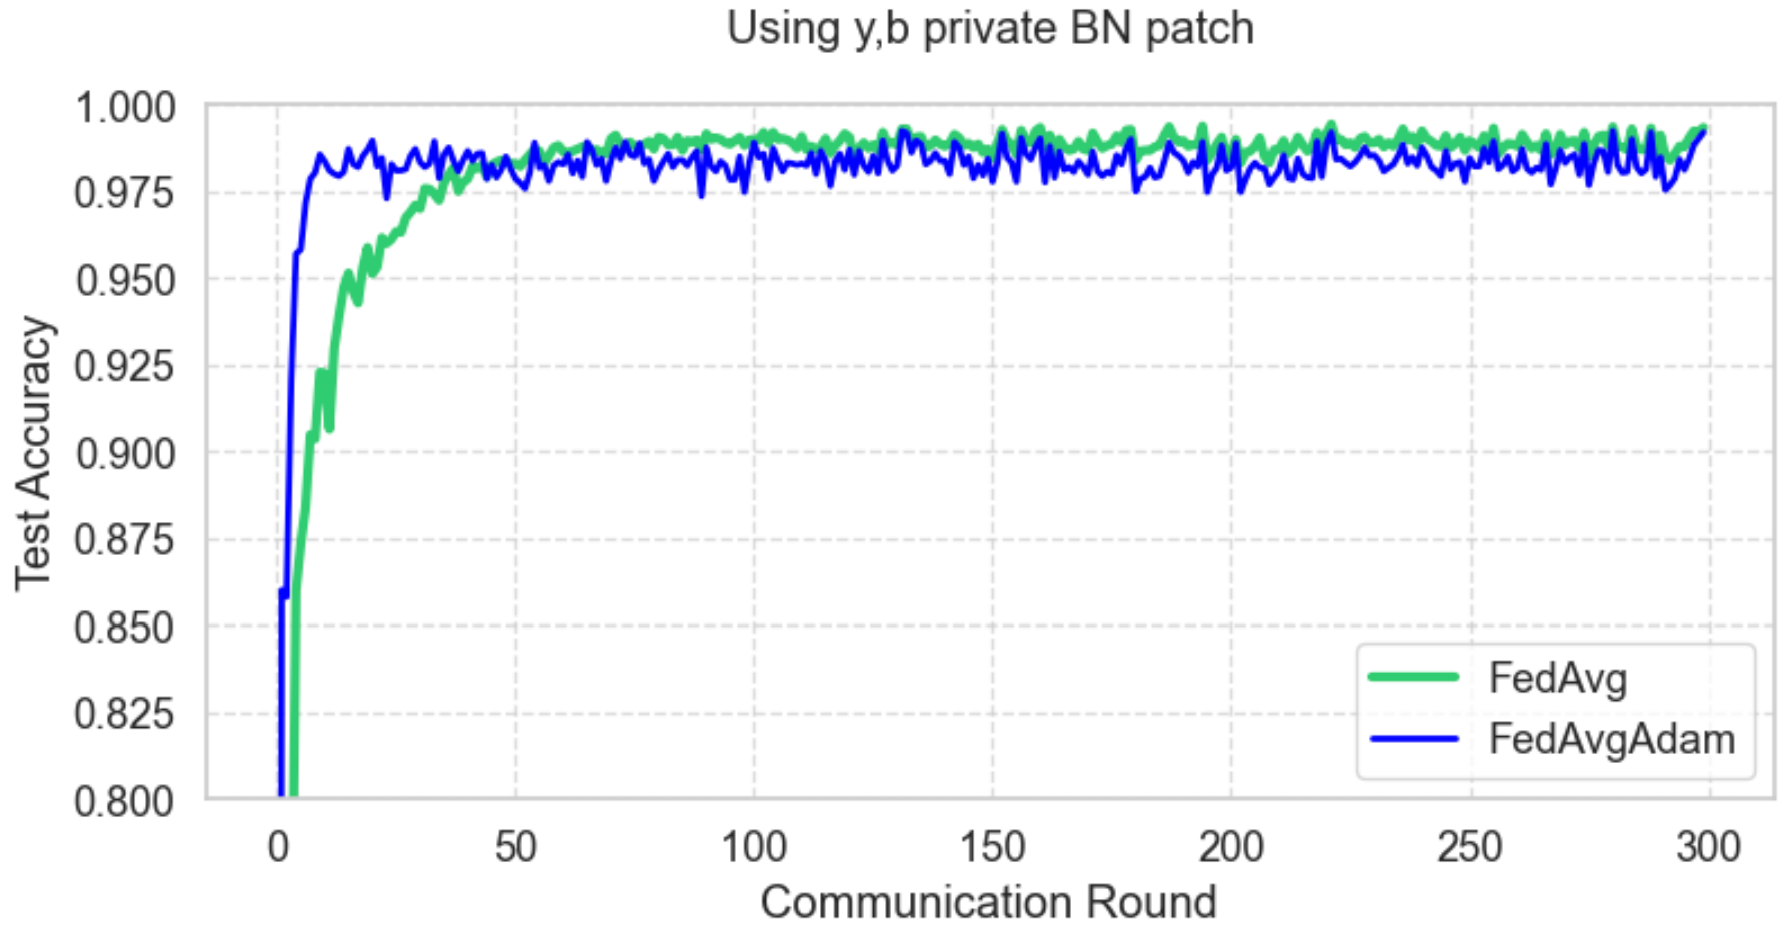 Using y,b private BN patch
1.000
0.975
0.950
0.925
0.900
0.875
0.850
0.825
0.800
Test Accuracy
0 50 100 150 200 250 300
Communication Round
FedAvg
FedAvgAdam